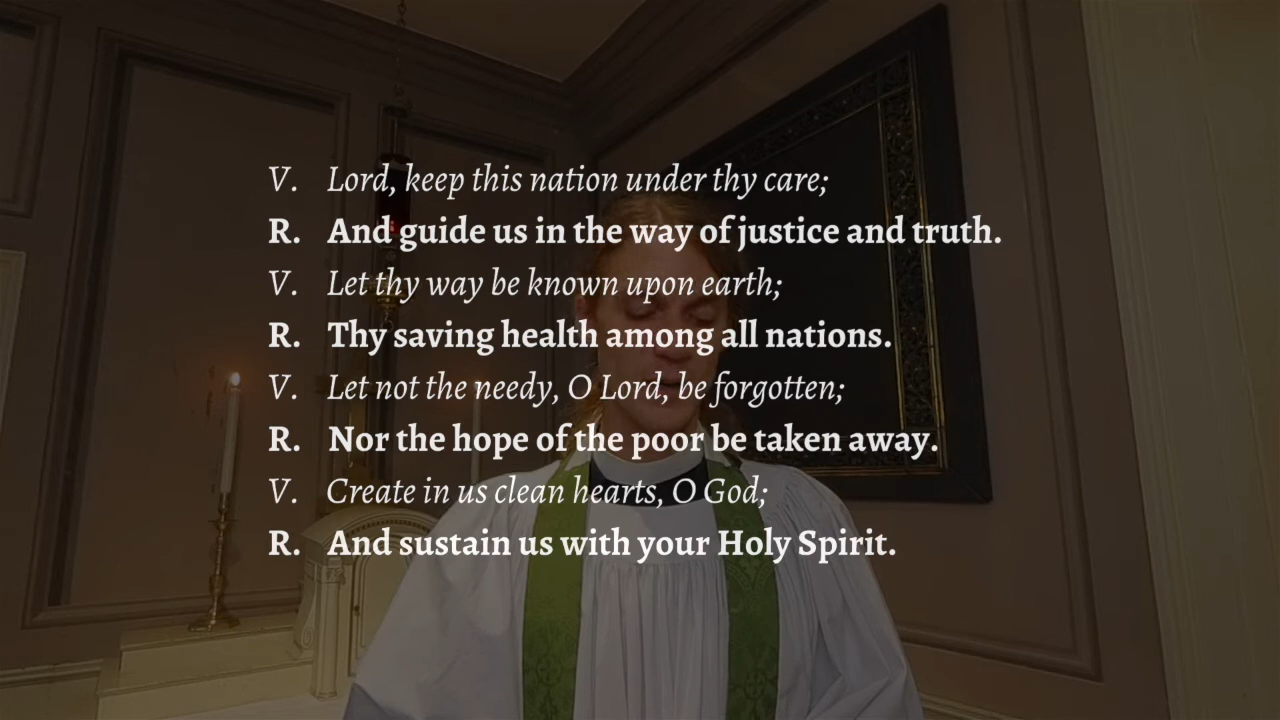 V. Lord, keep this nation under thy care;
R. And guide us in the way of justice and truth.
V. Let thy way be known upon earth;
R. Thy saving health among all nations.
V. Let not the needy, O Lord, be forgotten;
R. Nor the hope of the poor be taken away.
V. Create in us clean hearts, O God;
R. And sustain us with your Holy Spirit.